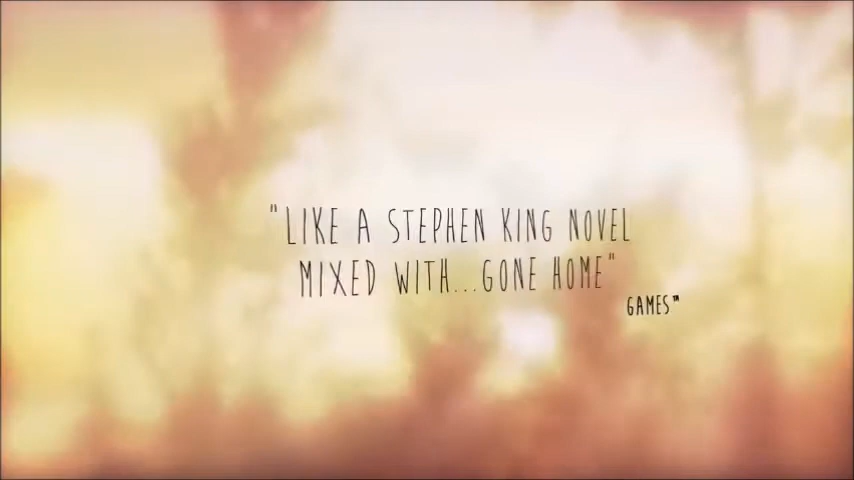 "LIKE A STEPHEN KING NOVEL
MIXED WITH...GONE HOME"
GAMES™